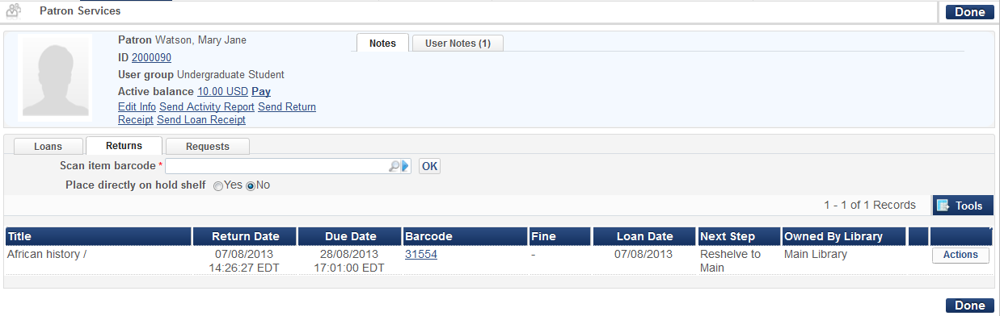 Patron Services
Done
Patron Watson, Mary Jane
ID 2000090
User group Undergraduate Student
Active balance 10.00 USD Pay
Edit Info Send Activity Report Send Return
Receipt Send Loan Receipt
Notes User Notes (1)
Loans Returns Requests
Scan item barcode * OK
Place directly on hold shelf Yes No
1 - 1 of 1 Records Tools
Title Return Date Due Date Barcode Fine Loan Date Next Step Owned By Library
African history / 07/08/2013 28/08/2013 31554 - 07/08/2013 Reshelve to Main Library Actions
14:26:27 EDT 17:01:00 EDT Main
Done